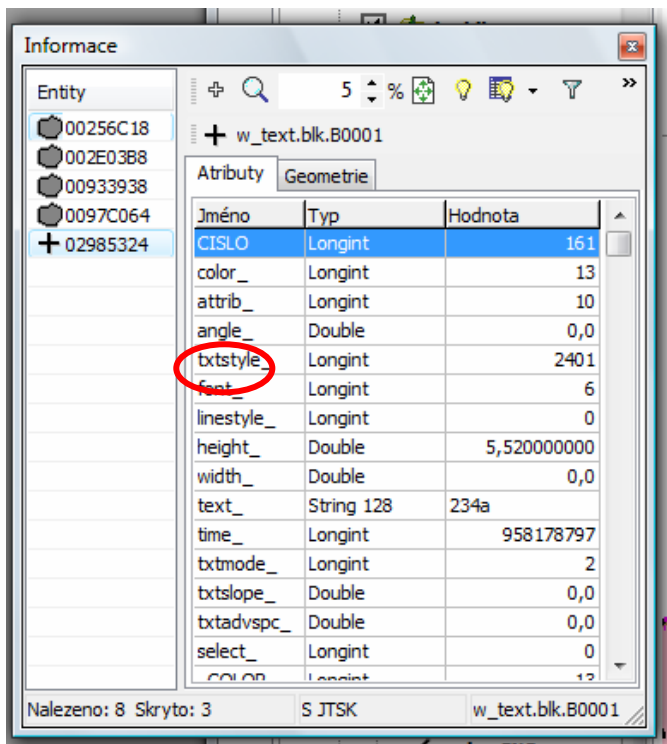 Informace
Entity
5 % »
00256C18
002E03B8
00933938
0097C064
02985324
w_text.blk.B0001
Atributy Geometrie
Jméno Typ Hodnota
CISLO Longint 161
color_ Longint 13
attrib_ Longint 10
angle_ Double 0,0
txtstyle_ Longint 2401
font_ Longint 6
linestyle_ Longint 0
height_ Double 5,520000000
width_ Double 0,0
text_ String 128 234a
time_ Longint 958178797
txtmode_ Longint 2
txtslope_ Double 0,0
txtadvspc_ Double 0,0
select_ Longint 0
_COLOR Longint 13
Nalezeno: 8 Skryto: 3 S JTSK w_text.blk.B0001